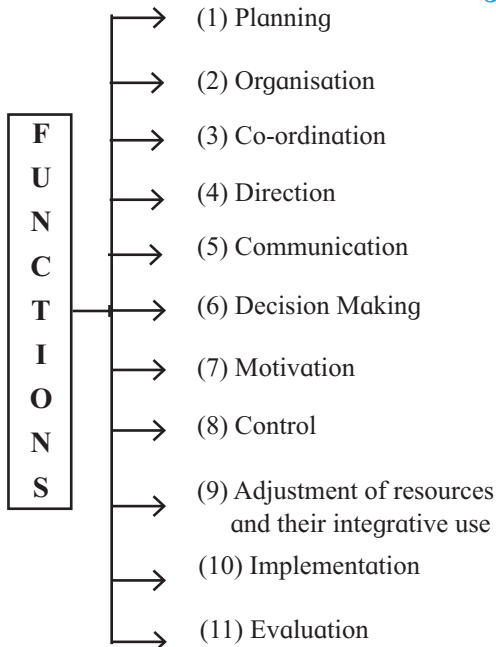 (1) Planning
(2) Organisation
(3) Co-ordination
(4) Direction
(5) Communication
(6) Decision Making
(7) Motivation
(8) Control
(9) Adjustment of resources
and their integrative use
(10) Implementation
(11) Evaluation
F
U
N
C
T
I
O
N
S